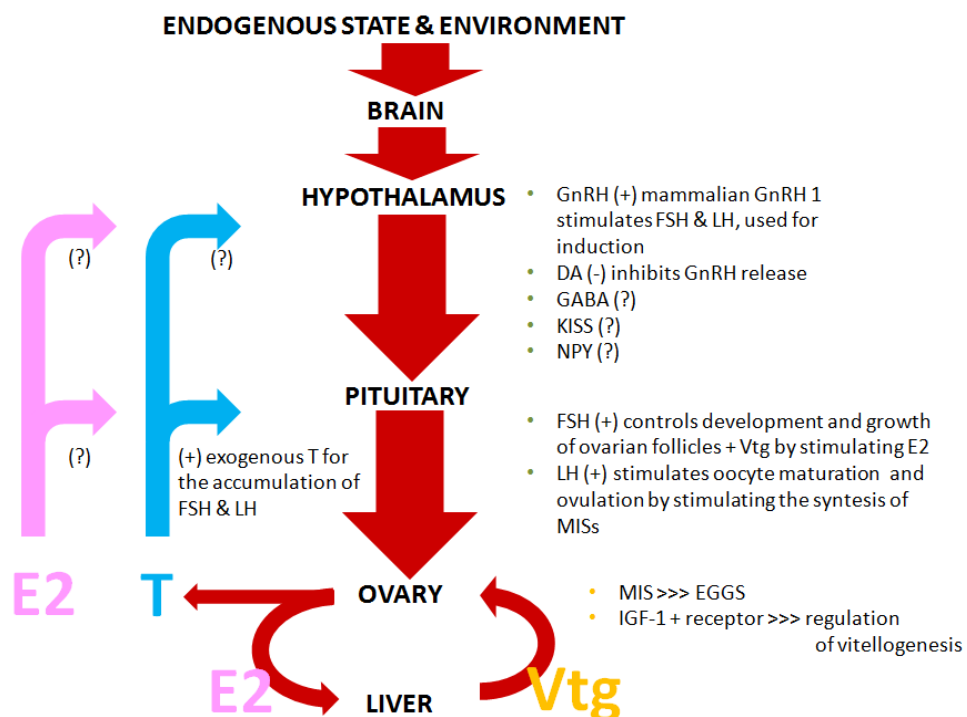 ENDOGENOUS STATE & ENVIRONMENT
BRAIN
HYPOTHALAMUS
• GnRH (+) mammalian GnRH 1
stimulates FSH & LH, used for
induction
• DA (-) inhibits GnRH release
• GABA (?)
• KISS (?)
• NPY (?)
(?)
(?)
PITUITARY
• FSH (+) controls development and growth
of ovarian follicles + Vtg by stimulating E2
• LH (+) stimulates oocyte maturation and
ovulation by stimulating the syntesis of
MISs
(?)
(+) exogenous T for
the accumulation of
FSH & LH
E2
T
OVARY
• MIS >>> EGGS
• IGF-1 + receptor >>> regulation
of vitellogenesis
E2
LIVER
Vtg